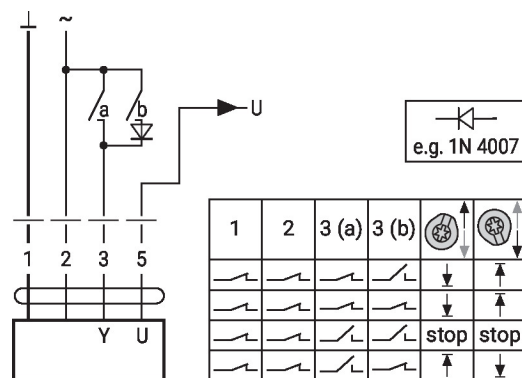 ⊥ ~
a b
U
e.g. 1N 4007
1 2 3 5
Y U
1 2 3 (a) 3 (b)
stop stop